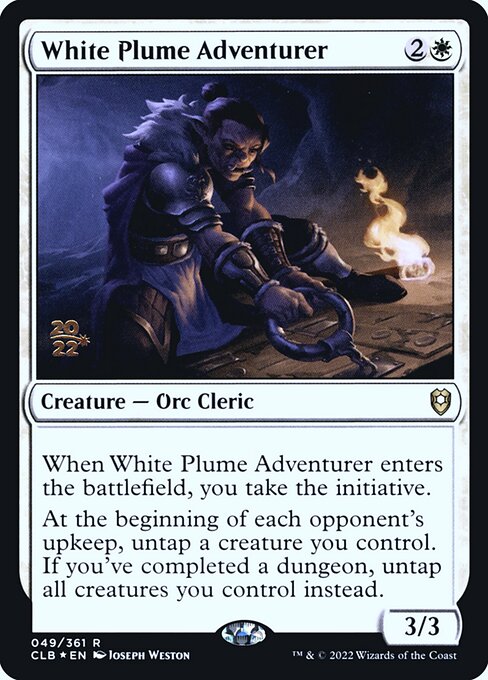 White Plume Adventurer 2
20
22
Creature — Orc Cleric
When White Plume Adventurer enters
the battlefield, you take the initiative.
At the beginning of each opponent's
upkeep, untap a creature you control.
If you've completed a dungeon, untap
all creatures you control instead.
3/3
049/361 R
CLB ★ EN Joseph Weston
™ & © 2022 Wizards of the Coast